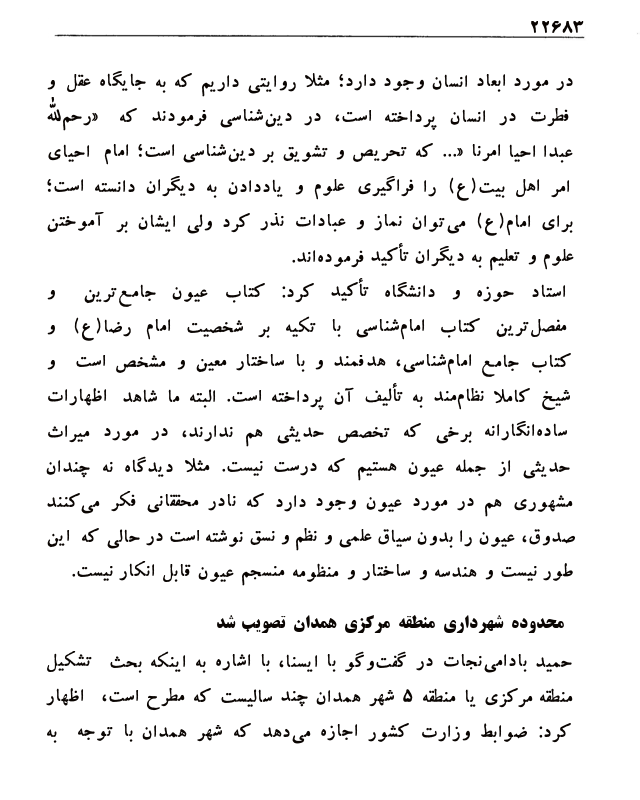 ۲۲۶۸۳
در مورد ابعاد انسان وجود دارد؛ مثلا روایتی داریم که به جایگاه عقل و
فطرت در انسان پرداخته است، در دین‌شناسی فرمودند که «رحم‌الله
عبدا احیا امرنا «... که تحریص و تشویق بر دین‌شناسی است؛ امام احیای
امر اهل بیت(ع) را فراگیری علوم و یاددادن به دیگران دانسته است؛
برای امام(ع) می‌توان نماز و عبادات نذر کرد ولی ایشان بر آموختن
علوم و تعلیم به دیگران تأکید فرموده‌اند.
استاد حوزه و دانشگاه تأکید کرد: کتاب عیون جامع‌ترین و
مفصل‌ترین کتاب امام‌شناسی با تکیه بر شخصیت امام رضا(ع) و
کتاب جامع امام‌شناسی، هدفمند و با ساختار معین و مشخص است و
شیخ کاملا نظام‌مند به تألیف آن پرداخته است. البته ما شاهد اظهارات
ساده‌انگارانه برخی که تخصص حدیثی هم ندارند، در مورد میراث
حدیثی از جمله عیون هستیم که درست نیست. مثلا دیدگاه نه چندان
مشهوری هم در مورد عیون وجود دارد که نادر محققانی فکر می‌کنند
صدوق، عیون را بدون سیاق علمی و نظم و نسق نوشته است در حالی که این
طور نیست و هندسه و ساختار و منظومه منسجم عیون قابل انکار نیست.
محدوده شهرداری منطقه مرکزی همدان تصویب شد
حمید بادامی‌نجات در گفت‌وگو با ایسنا، با اشاره به اینکه بحث تشکیل
منطقه مرکزی یا منطقه ۵ شهر همدان چند سالیست که مطرح است، اظهار
کرد: ضوابط وزارت کشور اجازه می‌دهد که شهر همدان با توجه به